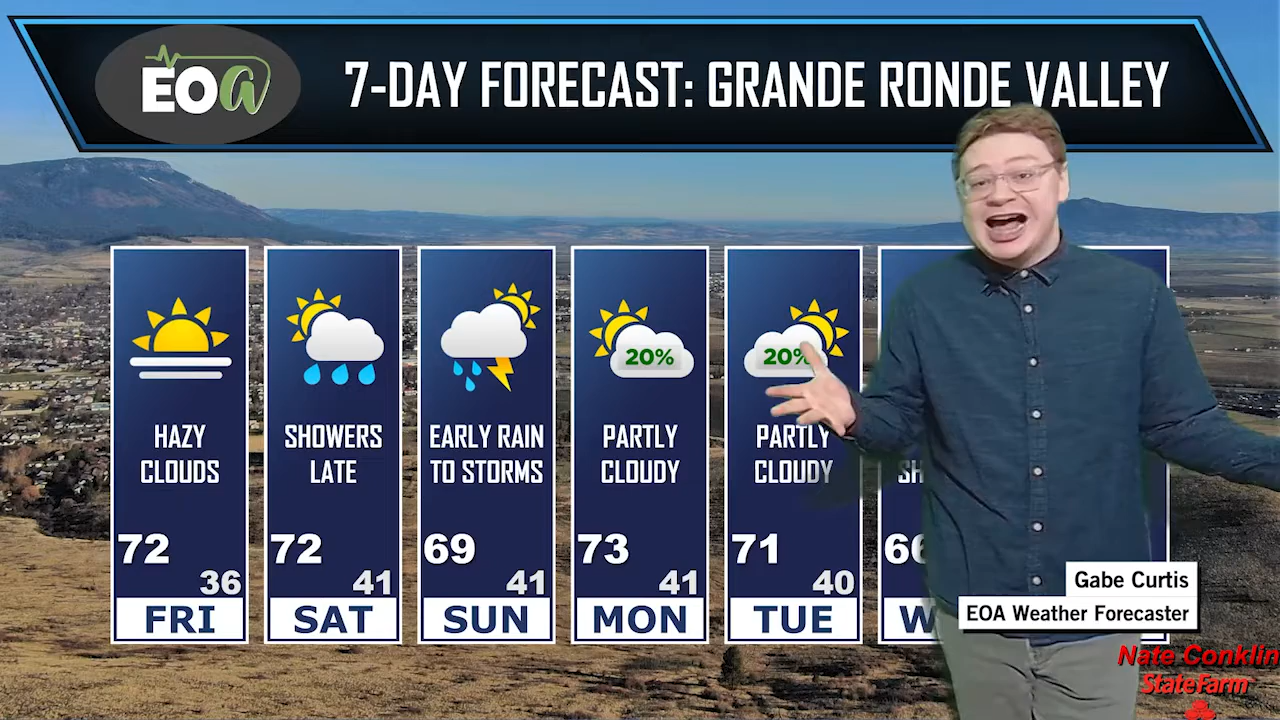 EOa
7-DAY FORECAST: GRANDE RONDE VALLEY
20%
20%
HAZY
CLOUDS
SHOWERS
LATE
EARLY RAIN
TO STORMS
PARTLY
CLOUDY
PARTLY
CLOUDY
72
36
72
41
69
41
73
41
71
40
66
FRI
SAT
SUN
MON
TUE
Gabe Curtis
EOA Weather Forecaster
Nate Conklin
StateFarm